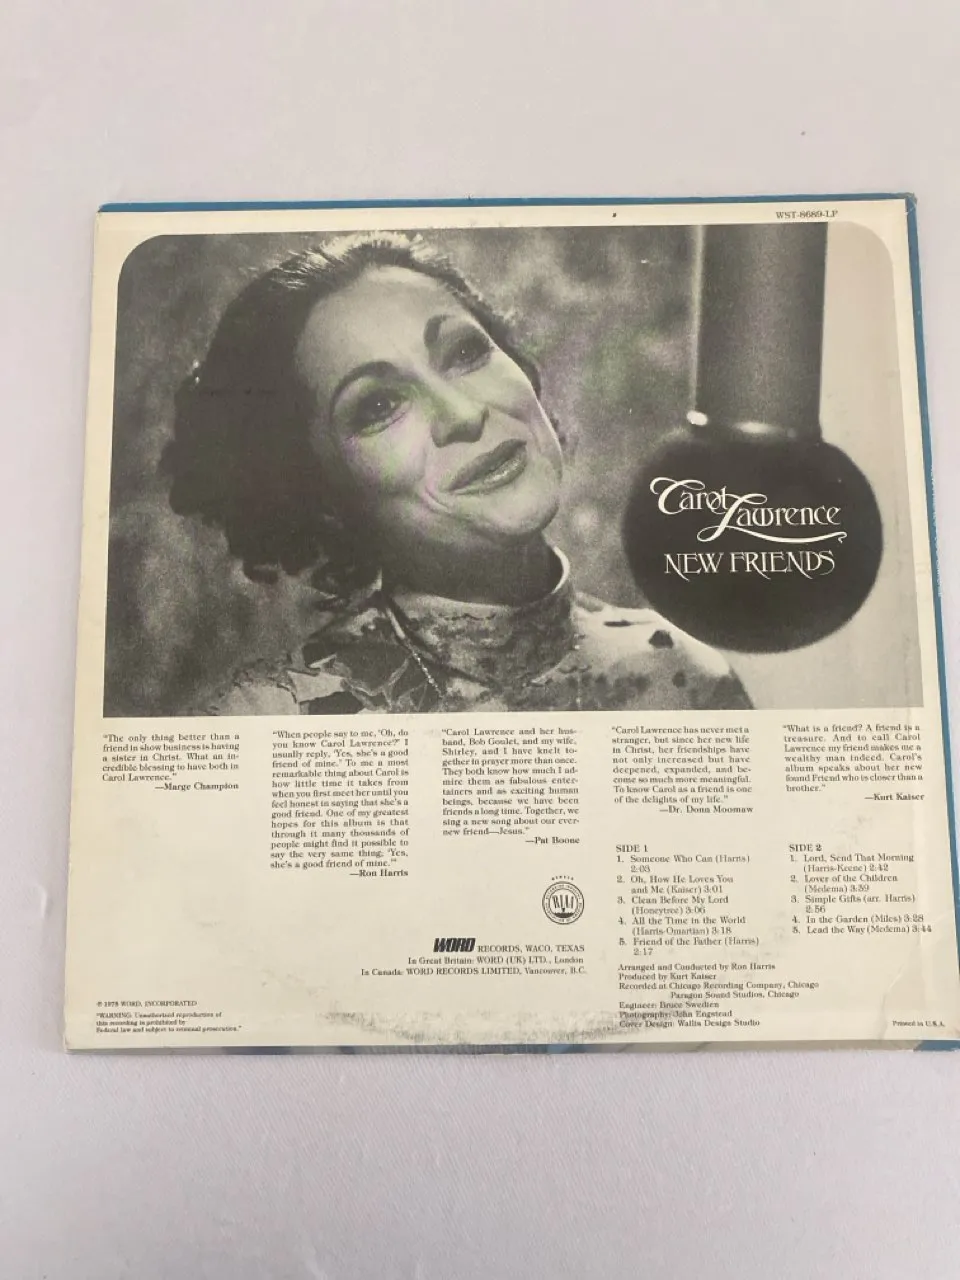 WST-8689-LP
Carol
Lawrence
NEW FRIENDS
"The only thing better than a
friend in show business is having
a sister in Christ. What an in-
credible blessing to have both in
Carol Lawrence."
—Marge Champion
"When people say to me, 'Oh, do
you know Carol Lawrence?' I
usually reply, 'Yes, she's a good
friend of mine.' To me a most
remarkable thing about Carol is
how little time it takes from
when you first meet her until you
feel honest in saying that she's a
good friend. One of my greatest
hopes for this album is that
through it many thousands of
people might find it possible to
say the very same thing; 'Yes,
she's a good friend of mine.'"
—Ron Harris
"Carol Lawrence and her hus-
band, Bob Goulet, and my wife,
Shirley, and I have knelt to-
gether in prayer more than once.
They both know how much I ad-
mire them as fabulous enter-
tainers and as exciting human
beings, because we have been
friends a long time. Together, we
sing a new song about our ever-
new friend—Jesus."
—Pat Boone
"Carol Lawrence has never met a
stranger, but since her new life
in Christ, her friendships have
not only increased but have
deepened, expanded, and be-
come so much more meaningful.
To know Carol as a friend is one
of the delights of my life."
—Dr. Donn Moomaw
"What is a friend? A friend is a
treasure. And to call Carol
Lawrence my friend makes me a
wealthy man indeed. Carol's
album speaks about her new
found Friend who is closer than a
brother."
—Kurt Kaiser
SIDE 1
1. Someone Who Can (Harris)
2:03
2. Oh, How He Loves You
and Me (Kaiser) 3:01
3. Clean Before My Lord
(Honeytree) 3:06
4. All the Time in the World
(Harris-Omartian) 3:18
5. Friend of the Father (Harris)
2:17
SIDE 2
1. Lord, Send That Morning
(Harris-Keene) 2:42
2. Lover of the Children
(Medema) 3:59
3. Simple Gifts (arr. Harris)
2:56
4. In the Garden (Miles) 3:28
5. Lead the Way (Medema) 3:44
RIAA
WORD RECORDS, WACO, TEXAS
In Great Britain: WORD (UK) LTD., London
In Canada: WORD RECORDS LIMITED, Vancouver, B.C.
Arranged and Conducted by Ron Harris
Produced by Kurt Kaiser
Recorded at Chicago Recording Company, Chicago
Paragon Sound Studios, Chicago
Engineer: Bruce Swedien
Photography: John Engstead
Cover Design: Wallis Design Studio
℗ 1975 WORD, INCORPORATED
"WARNING: Unauthorized reproduction of
this recording is prohibited by
Federal law and subject to criminal prosecution."
Printed in U.S.A.